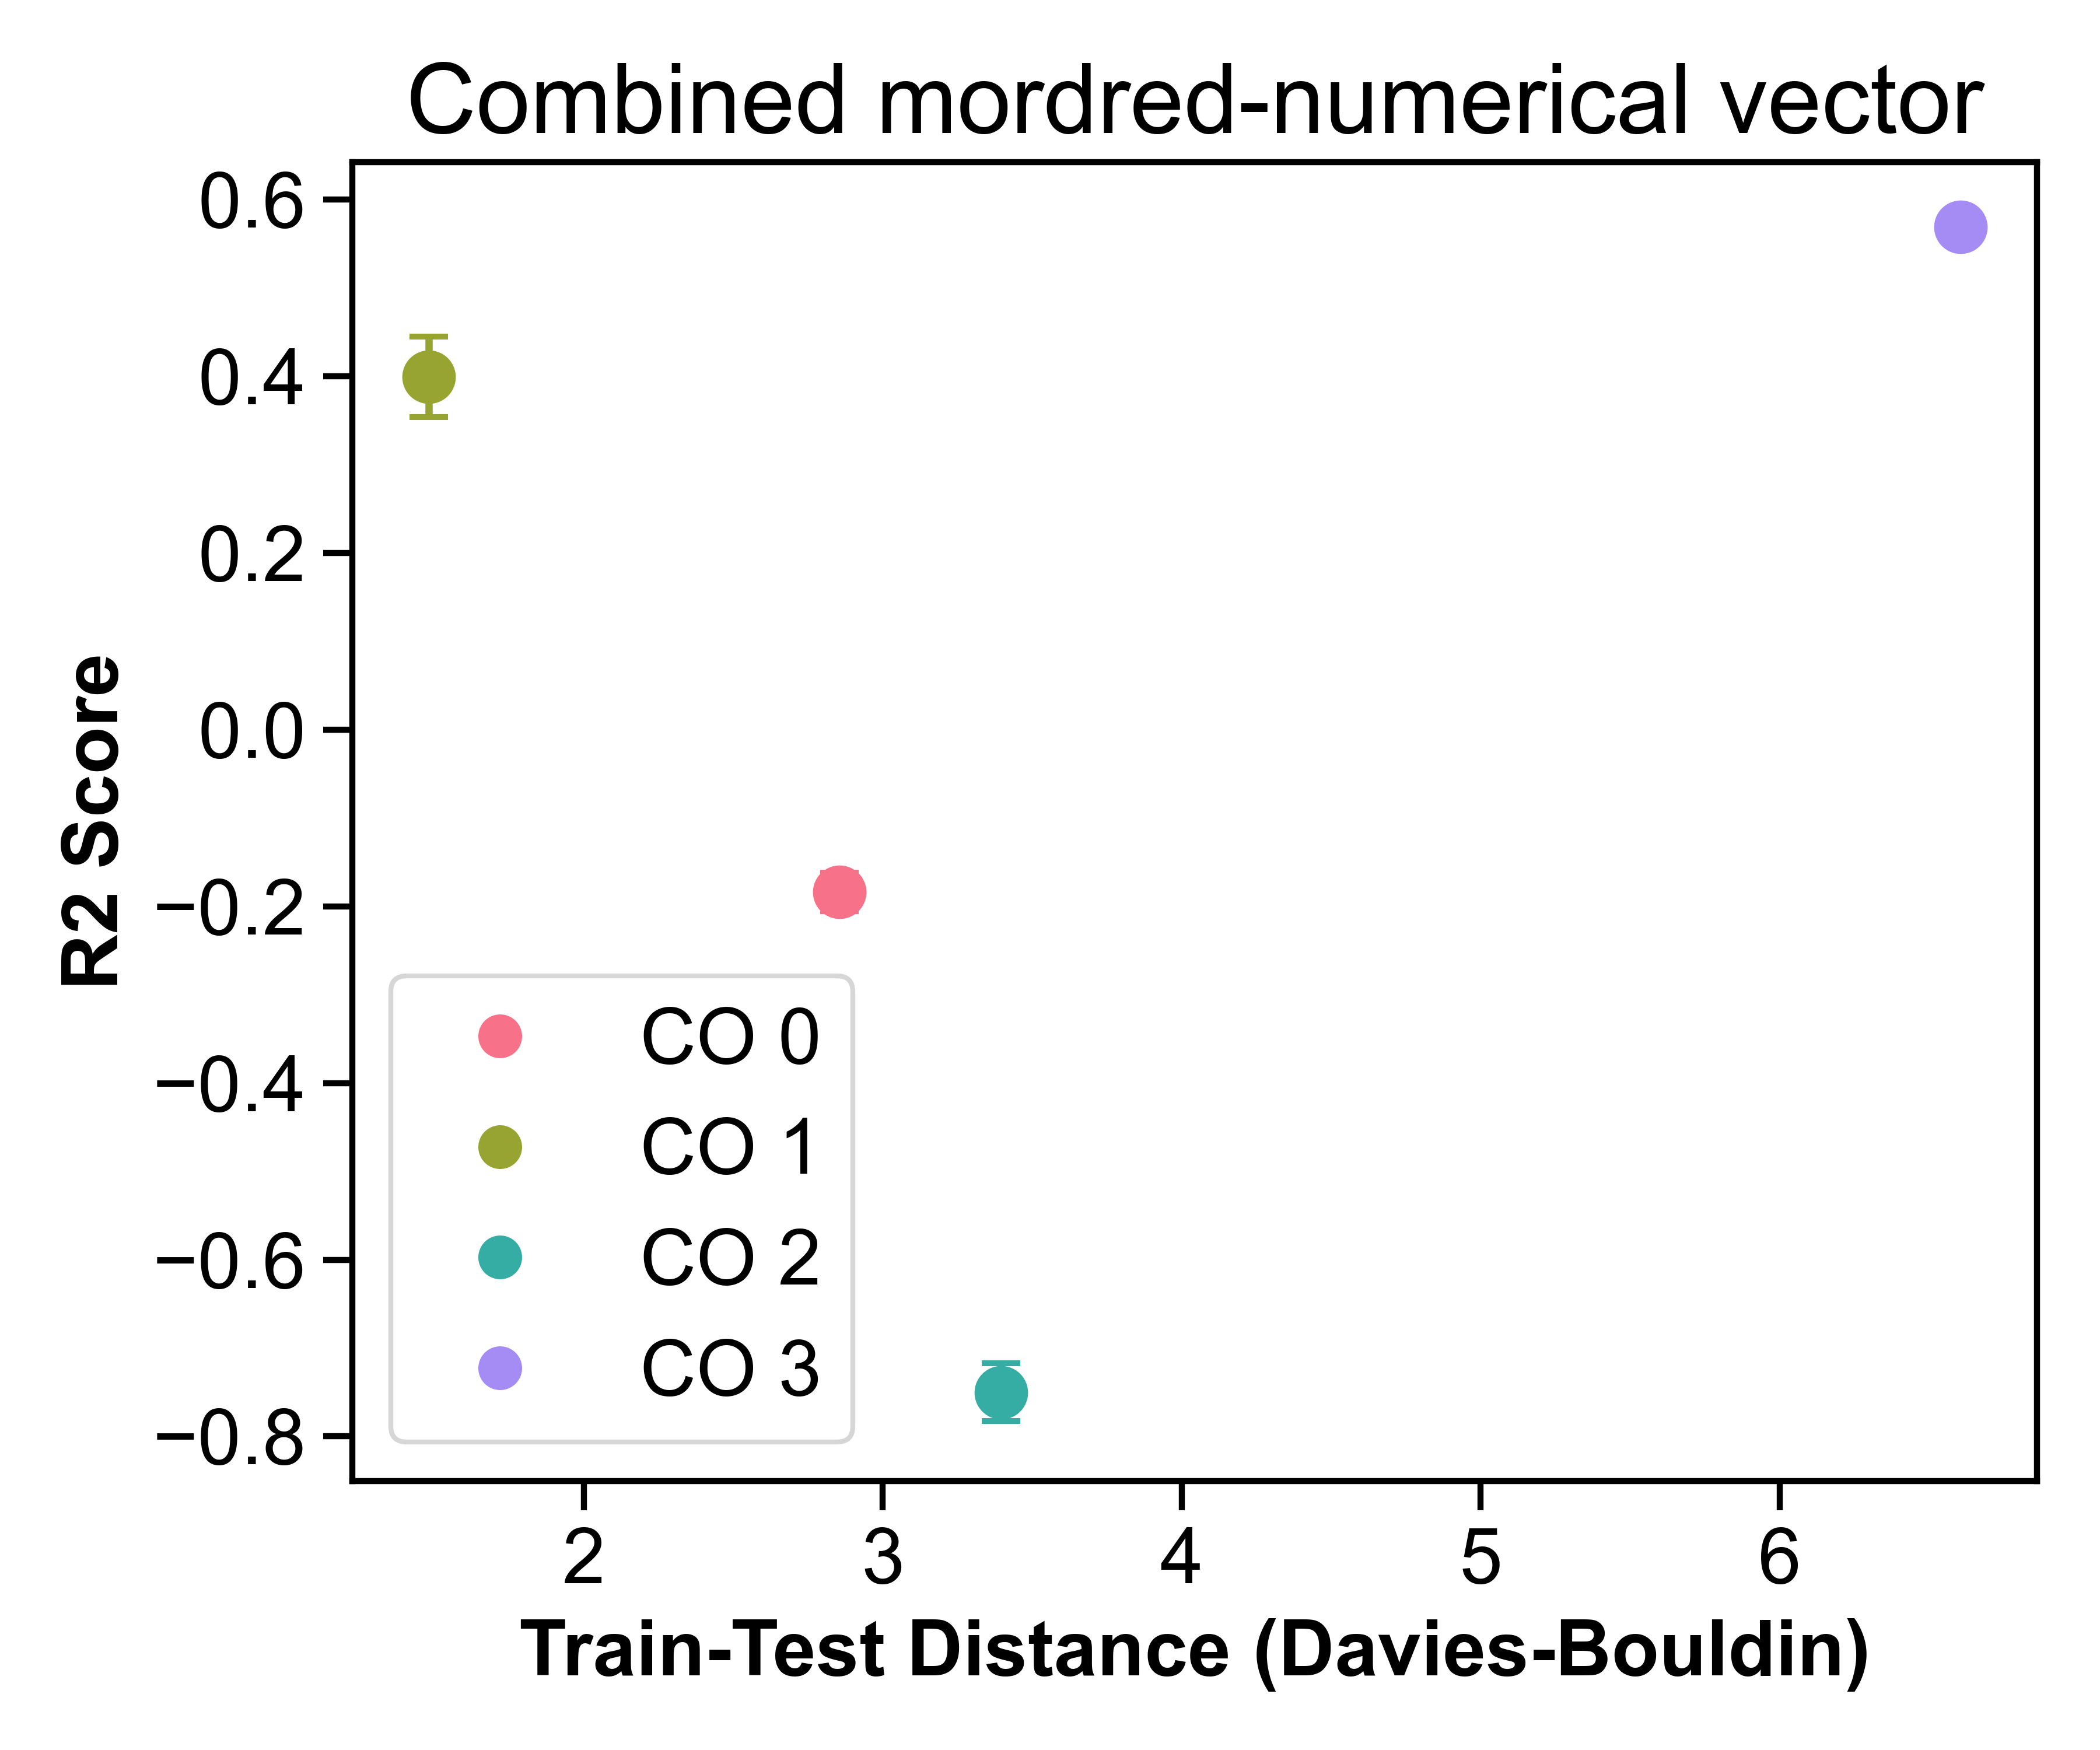 Combined mordred-numerical vector
R2 Score
0.6
0.4
0.2
0.0
−0.2
−0.4
−0.6
−0.8
CO 0
CO 1
CO 2
CO 3
2 3 4 5 6
Train-Test Distance (Davies-Bouldin)